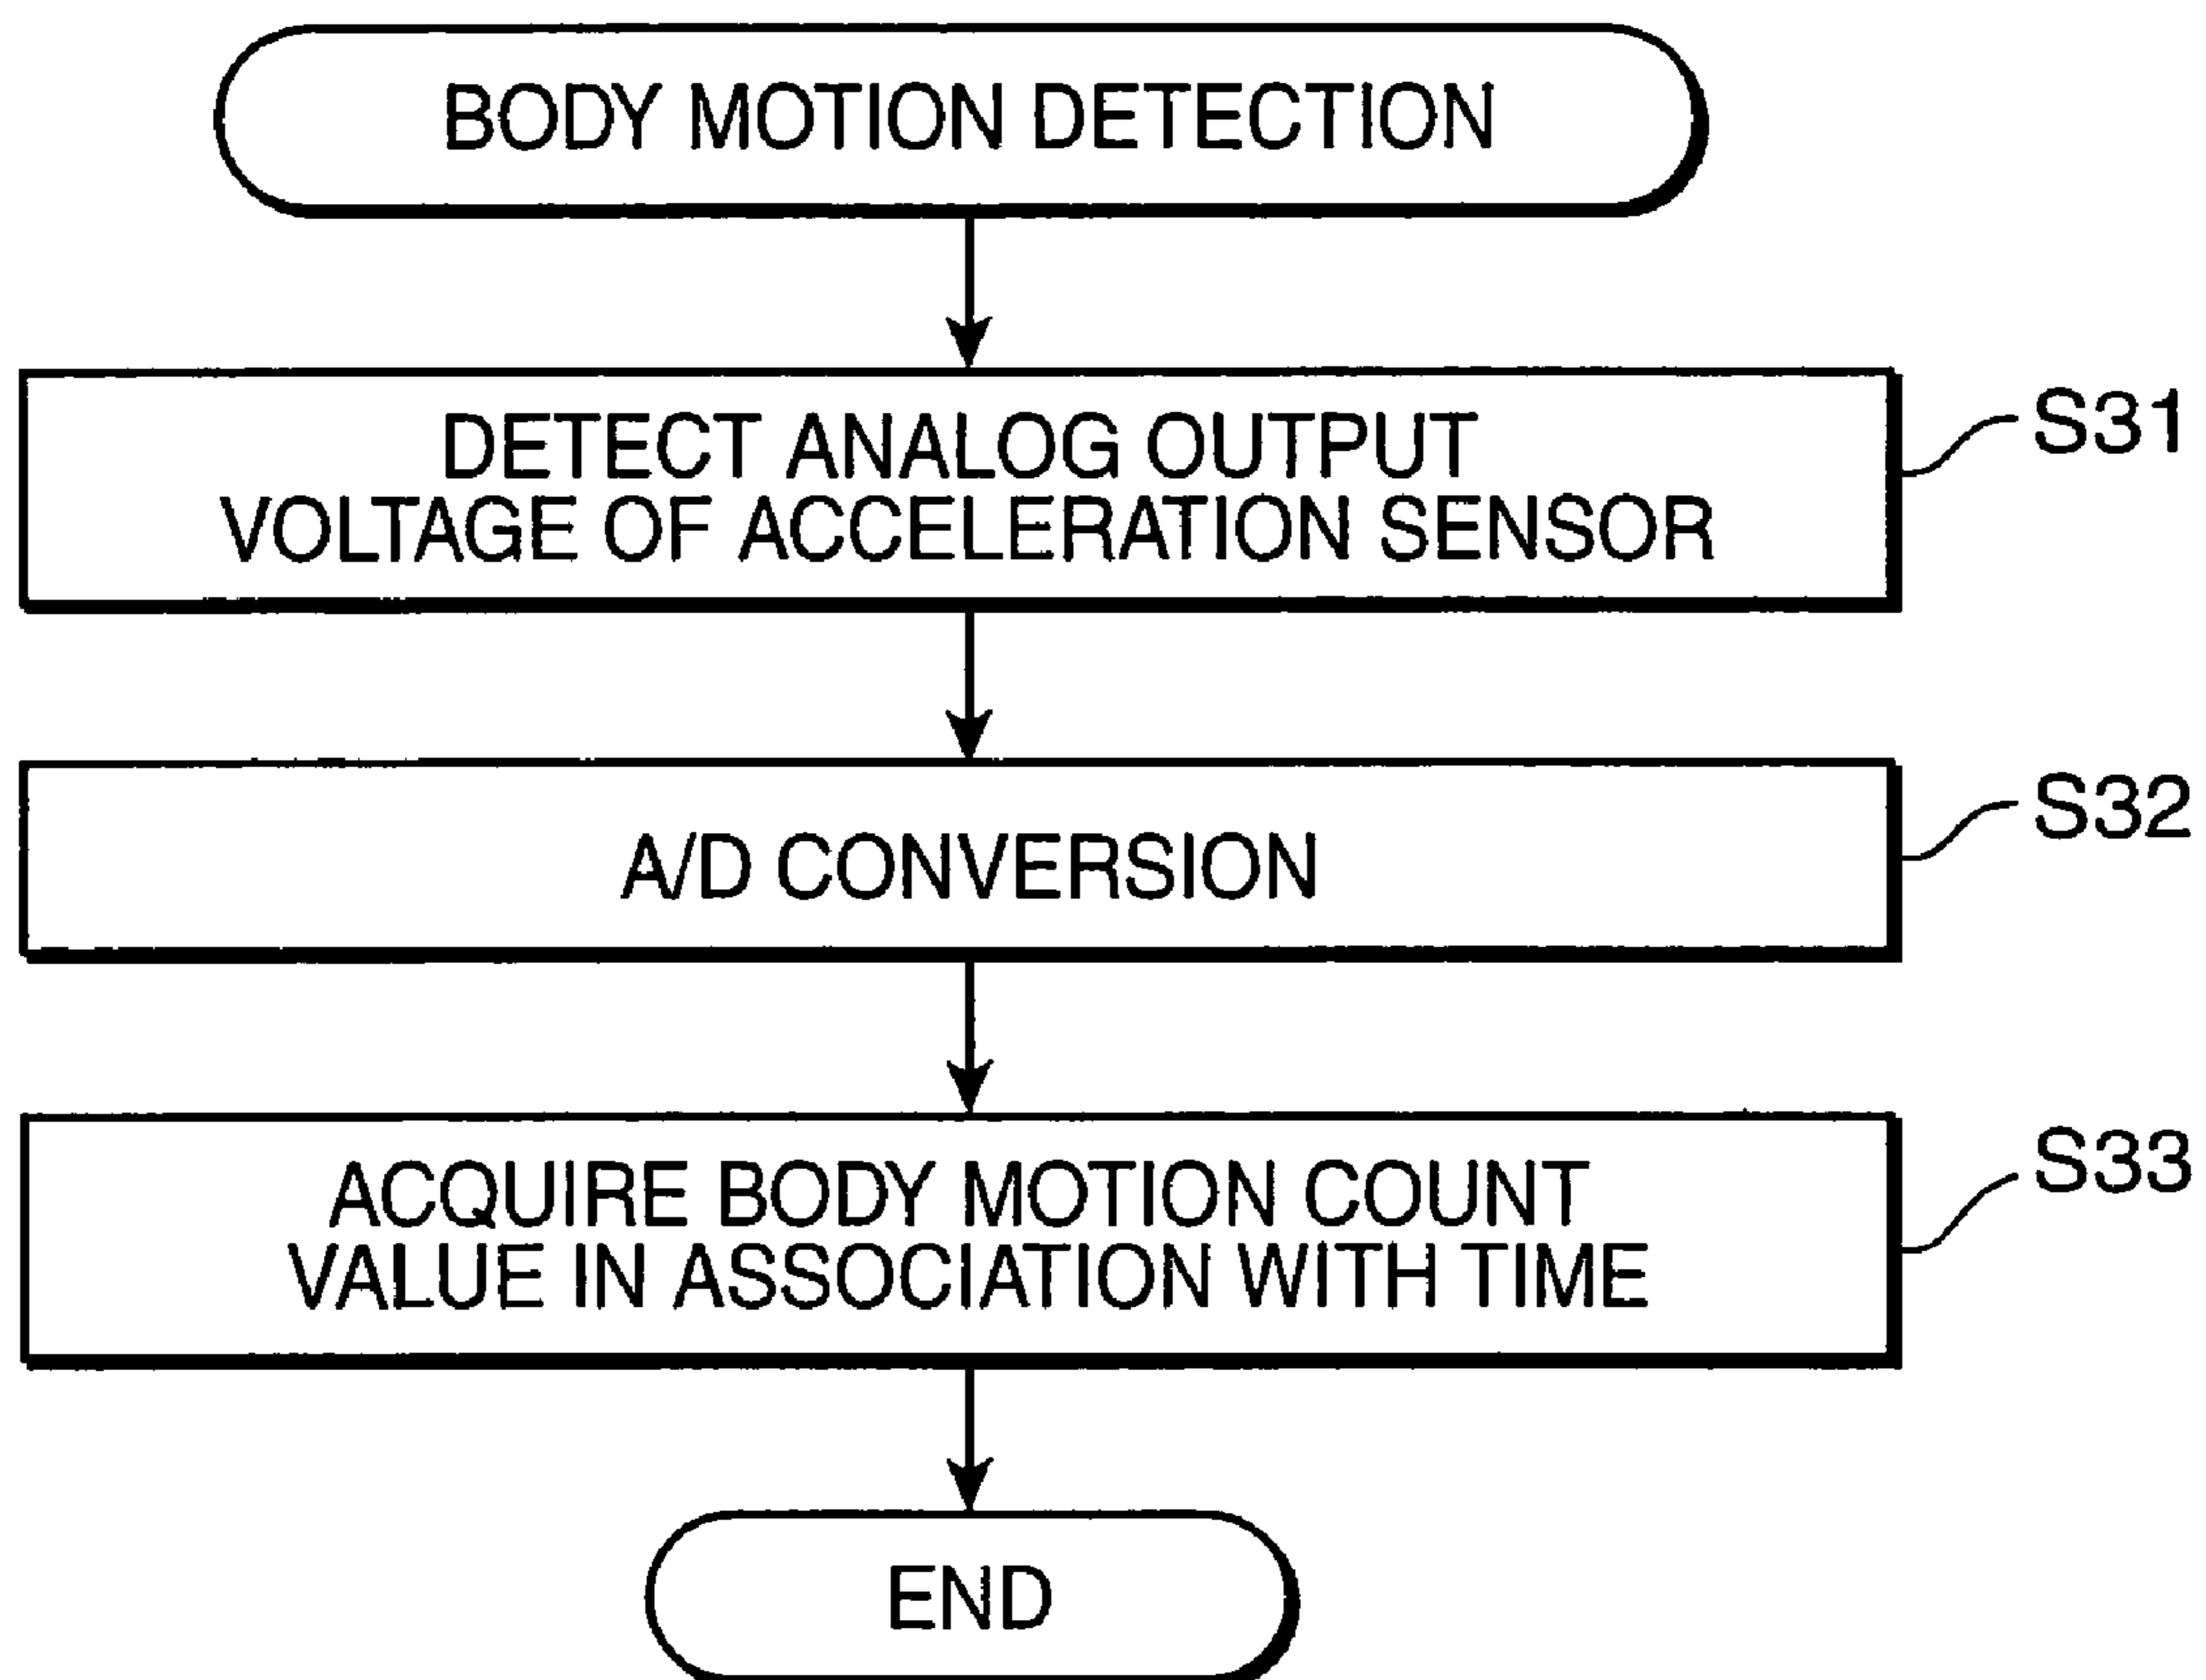 BODY MOTION DETECTION
DETECT ANALOG OUTPUT
VOLTAGE OF ACCELERATION SENSOR
S31
A/D CONVERSION
S32
ACQUIRE BODY MOTION COUNT
VALUE IN ASSOCIATION WITH TIME
S33
END